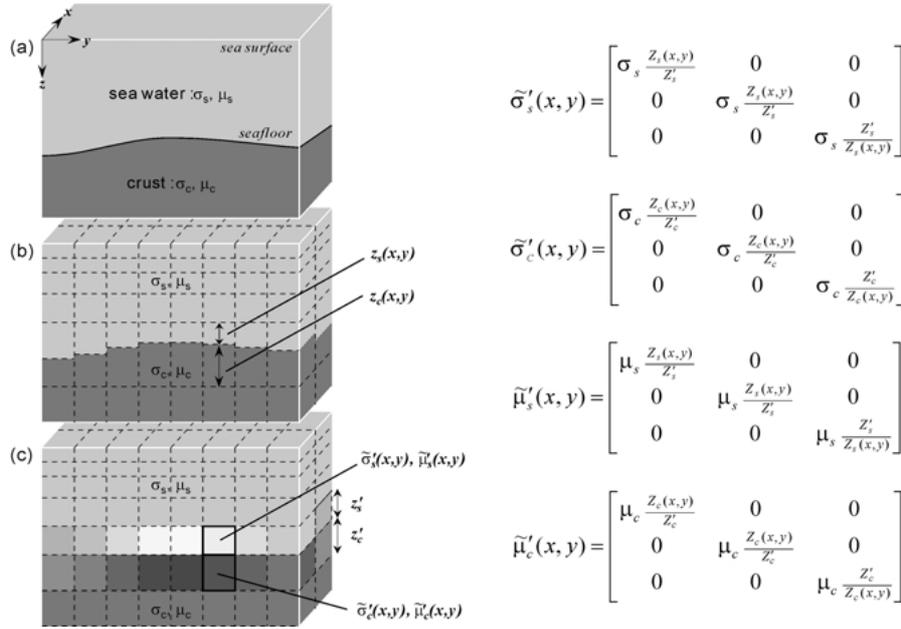 (a)
x
y
z
sea surface
sea water :σs, μs
seafloor
crust :σc, μc
(b)
σs, μs
zs(x,y)
zc(x,y)
σc, μc
(c)
σs, μs
σ̃s′(x,y), μ̃s′(x,y)
zs′
zc′
σc, μc
σ̃c′(x,y), μ̃c′(x,y)
σ̃s′(x, y) = [σs Zs(x,y)/Zs′ 0 0
0 σs Zs(x,y)/Zs′ 0
0 0 σs Zs′/Zs(x,y)]
σ̃c′(x, y) = [σc Zc(x,y)/Zc′ 0 0
0 σc Zc(x,y)/Zc′ 0
0 0 σc Zc′/Zc(x,y)]
μ̃s′(x, y) = [μs Zs(x,y)/Zs′ 0 0
0 μs Zs(x,y)/Zs′ 0
0 0 μs Zs′/Zs(x,y)]
μ̃c′(x, y) = [μc Zc(x,y)/Zc′ 0 0
0 μc Zc(x,y)/Zc′ 0
0 0 μc Zc′/Zc(x,y)]